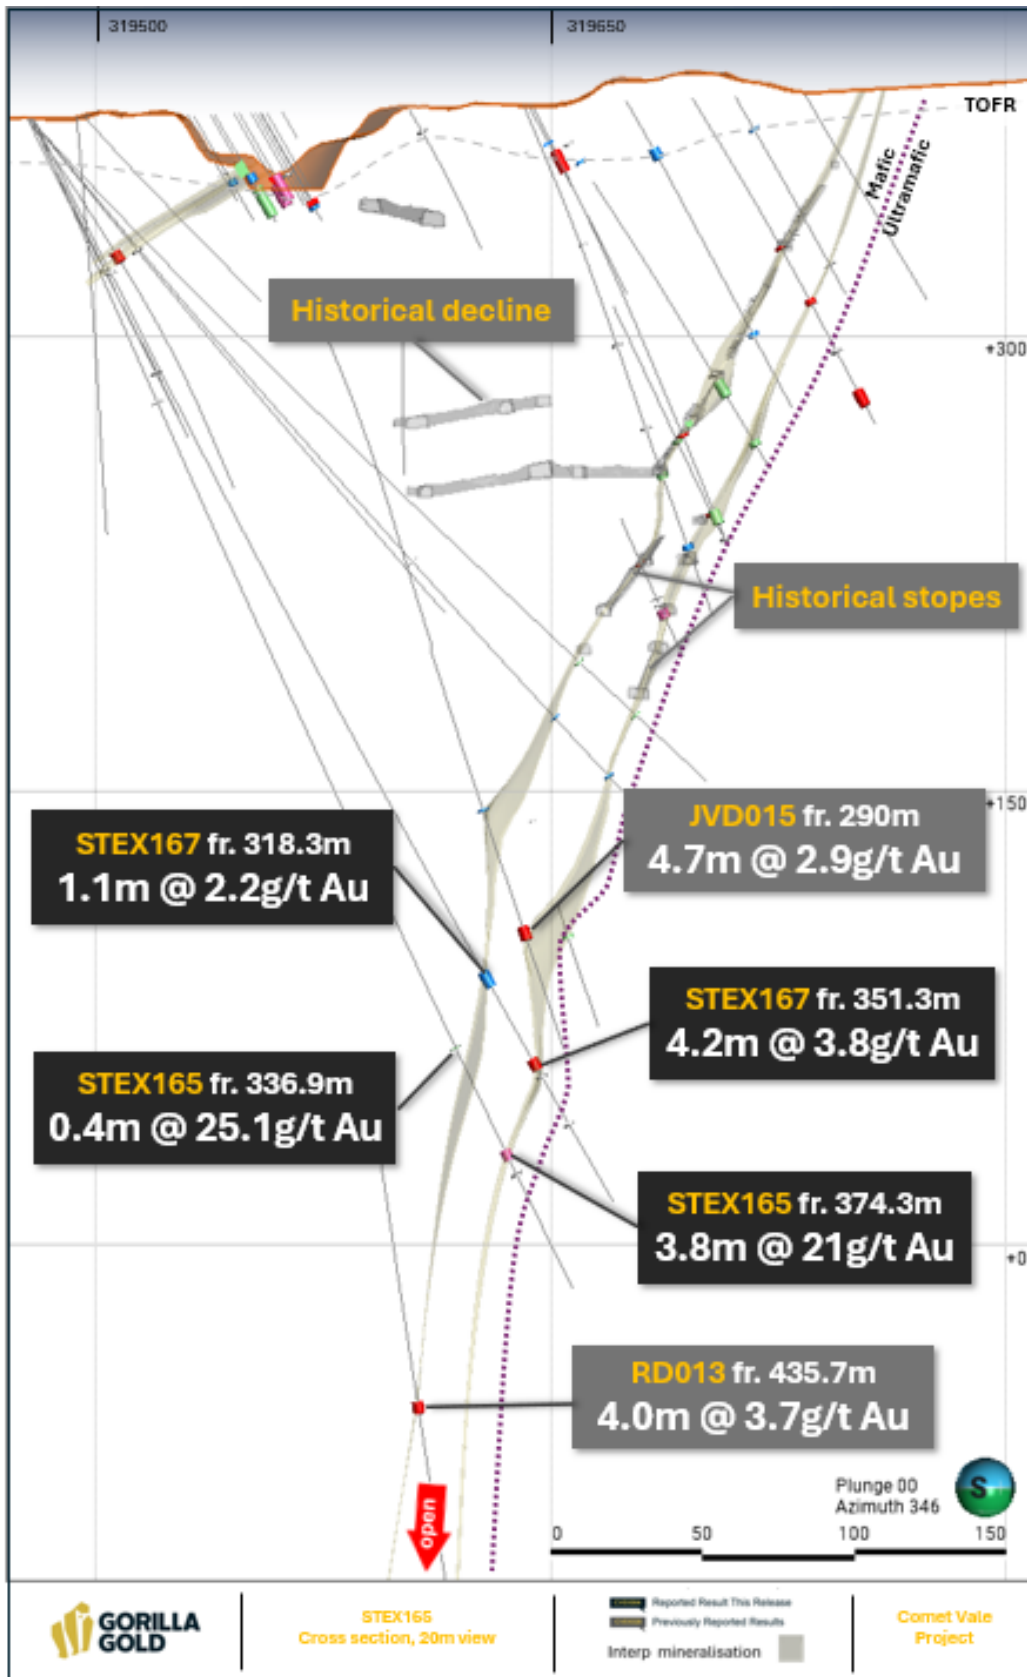 319500
319650
TOFR
Mafic
Ultramafic
Historical decline
+300
Historical stopes
+150
STEX167 fr. 318.3m
1.1m @ 2.2g/t Au
JVD015 fr. 290m
4.7m @ 2.9g/t Au
STEX167 fr. 351.3m
4.2m @ 3.8g/t Au
STEX165 fr. 336.9m
0.4m @ 25.1g/t Au
STEX165 fr. 374.3m
3.8m @ 21g/t Au
+0
RD013 fr. 435.7m
4.0m @ 3.7g/t Au
open
Plunge 00
Azimuth 346
S
0 50 100 150
GORILLA
GOLD
STEX165
Cross section, 20m view
Reported Result This Release
Previously Reported Results
Interp mineralisation
Comet Vale
Project